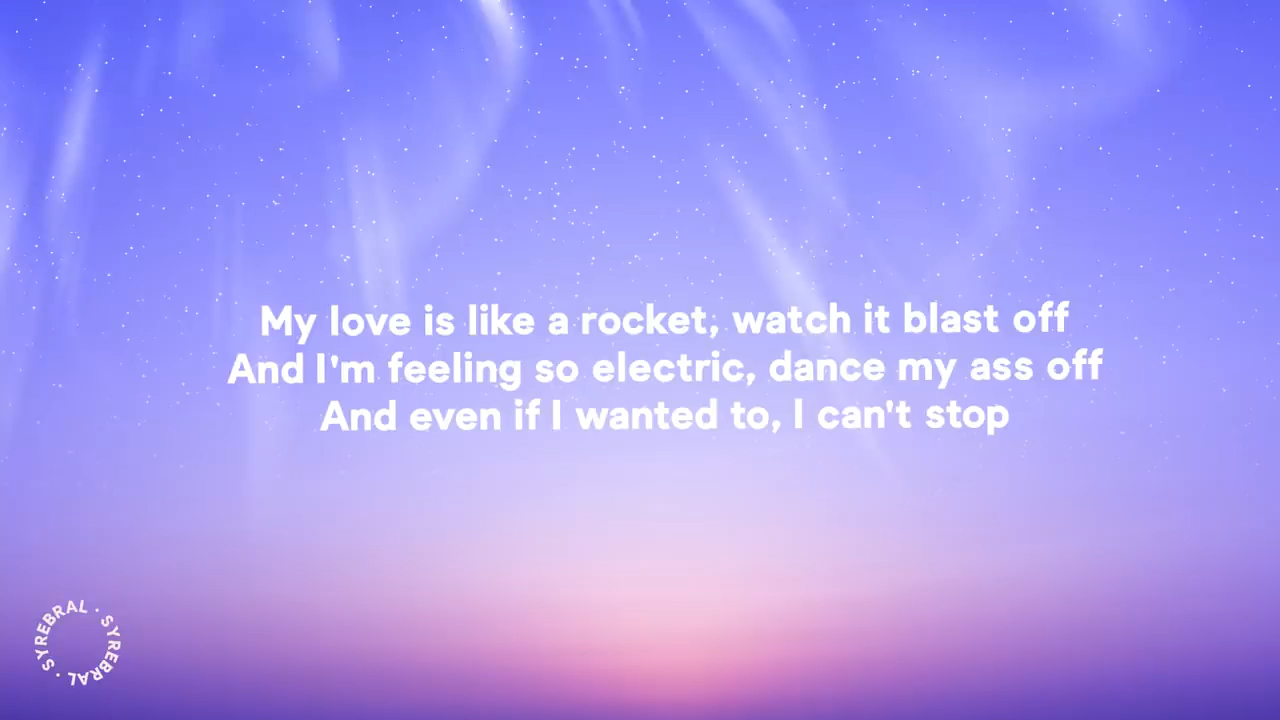 My love is like a rocket, watch it blast off
And I'm feeling so electric, dance my ass off
And even if I wanted to, I can't stop
SYREBRAL · SYREBRAL ·